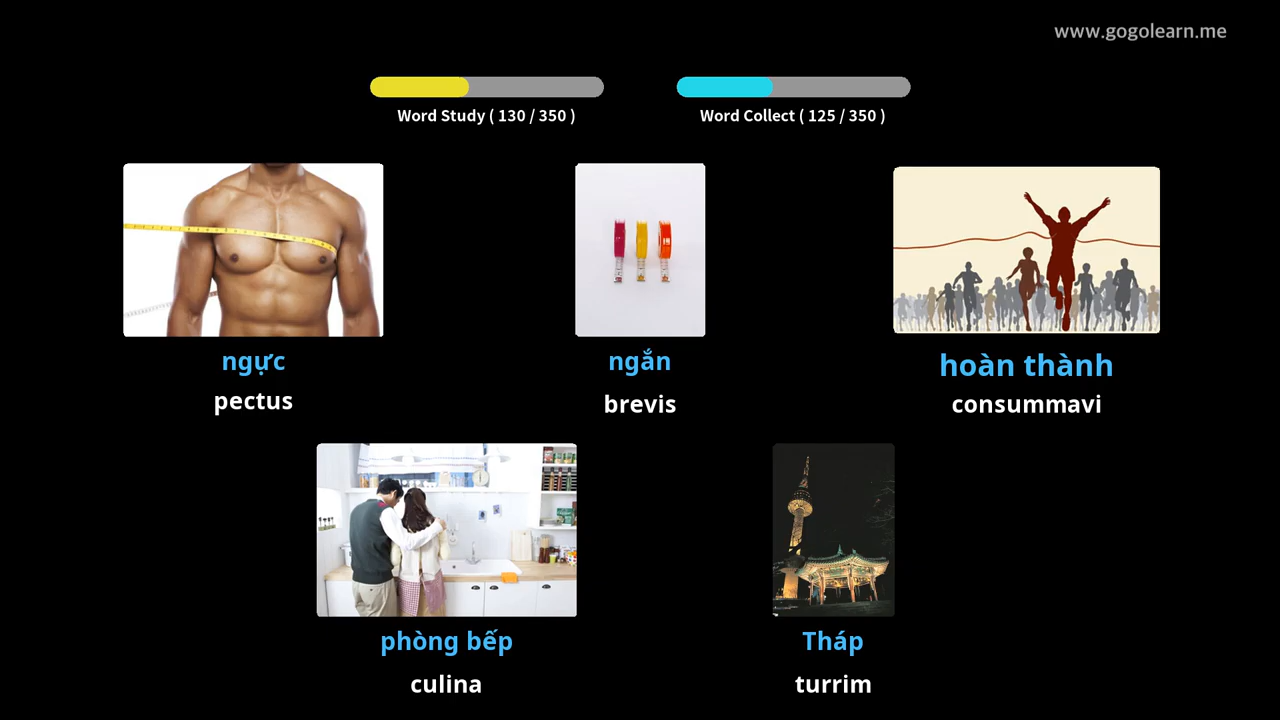 www.gogolearn.me
Word Study ( 130 / 350 )
Word Collect ( 125 / 350 )
ngực
pectus
ngắn
brevis
hoàn thành
consummavi
phòng bếp
culina
Tháp
turrim